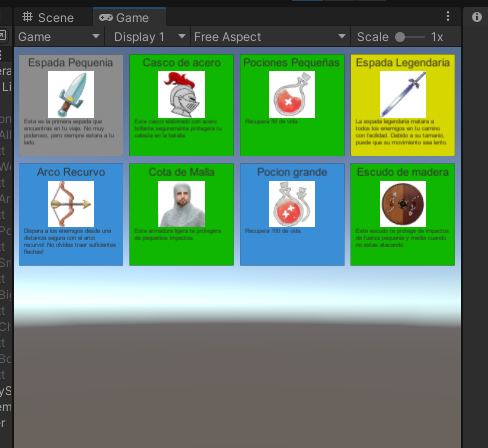 Scene
Game
Game
Display 1
Free Aspect
Scale
1x
Espada Pequenia
Esta es la primera espada que
encuentras en tu viaje. No muy
poderoso, pero siempre estara a tu
lado.
Casco de acero
Este casco elaborado con acero
brillante seguramente protegera tu
cabeza en la batalla.
Pociones Pequeñas
Recupera 50 de vida.
Espada Legendaria
La espada legendaria matara a
todos los enemigos en tu camino
con facilidad. Debido a su tamanio,
puede que su movimiento sea lento.
Arco Recurvo
Dispara a tus enemigos desde una
distancia segura con el arco
recurvo! No olvides traer suficientes
flechas!
Cota de Malla
Esta armadura ligera te protegera
de pequenios impactos.
Pocion grande
Recupera 100 de vida.
Escudo de madera
Este escudo te protege de impactos
de fuerza pequena y media cuando
no estas atacando.